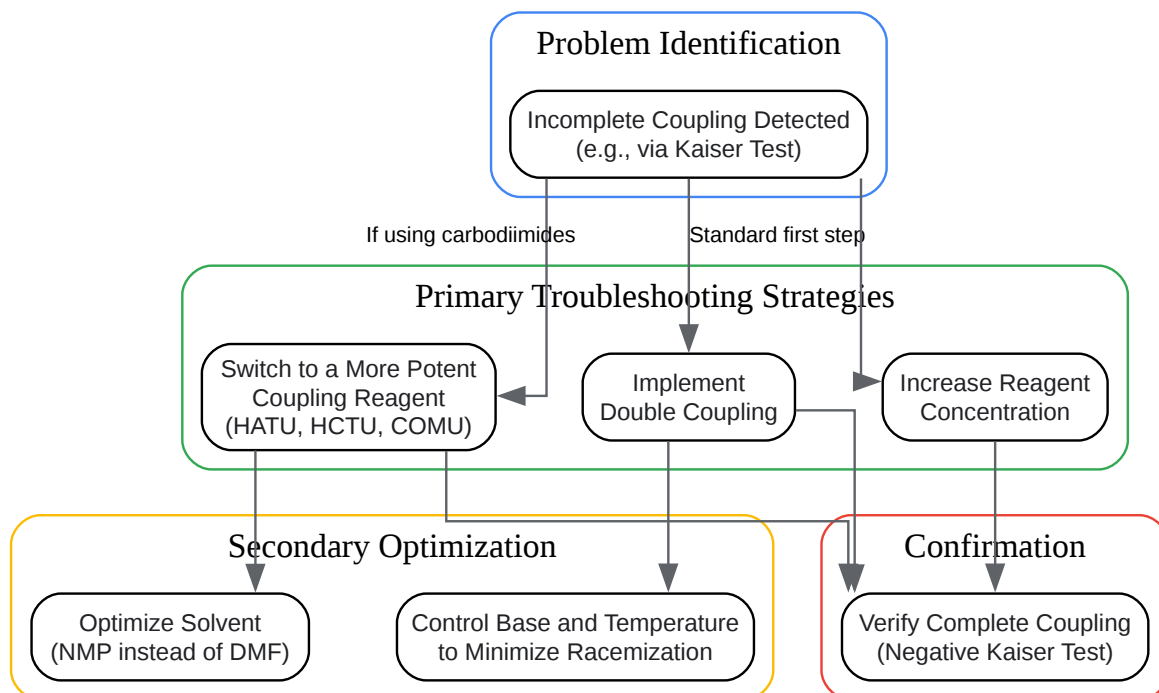 Problem Identification
Incomplete Coupling Detected
(e.g., via Kaiser Test)
If using carbodiimides
Standard first step
Primary Troubleshooting Strategies
Switch to a More Potent
Coupling Reagent
(HATU, HCTU, COMU)
Implement
Double Coupling
Increase Reagent
Concentration
Secondary Optimization
Optimize Solvent
(NMP instead of DMF)
Control Base and Temperature
to Minimize Racemization
Confirmation
Verify Complete Coupling
(Negative Kaiser Test)